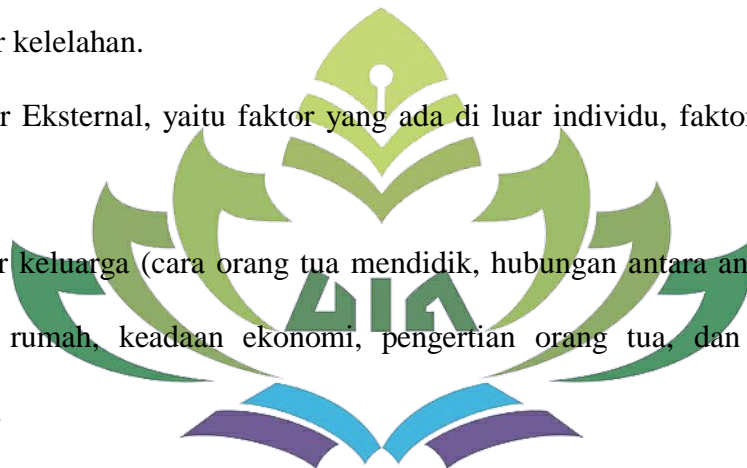 r kelelahan.
r Eksternal, yaitu faktor yang ada di luar individu, faktor
r keluarga (cara orang tua mendidik, hubungan antara an
UIN
rumah, keadaan ekonomi, pengertian orang tua, dan